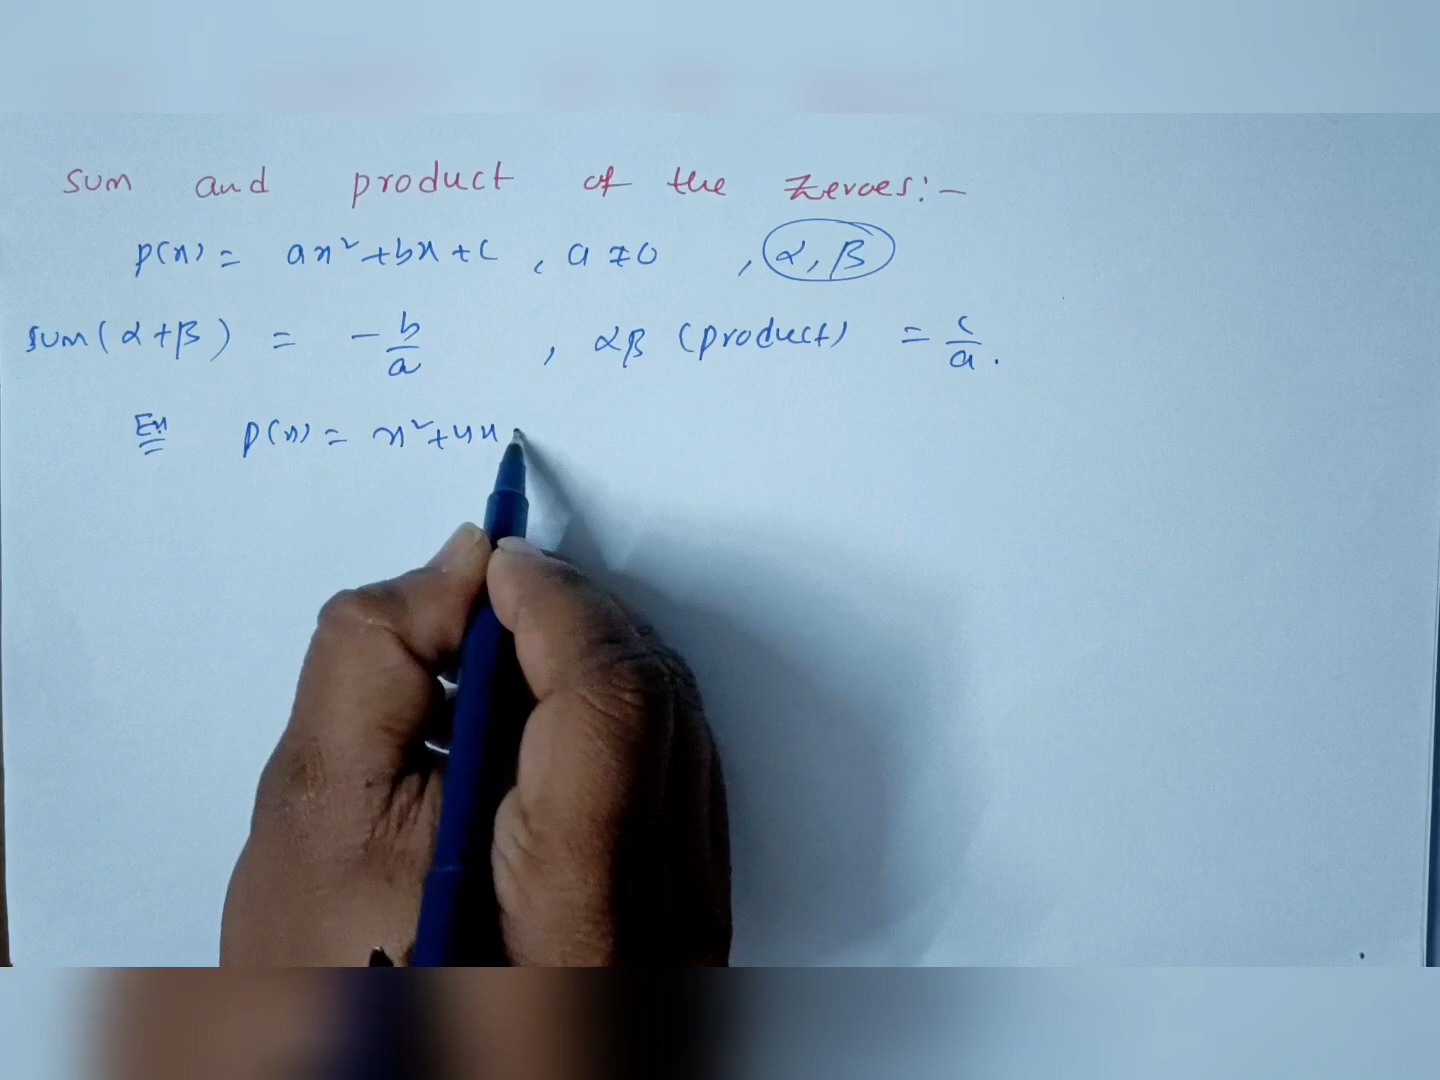 sum and product of the zeroes:-
p(x) = ax²+bx+c , a≠0 , α, β
sum(α+β) = -b/a , αβ (product) = c/a.
Ex p(x) = x²+4x